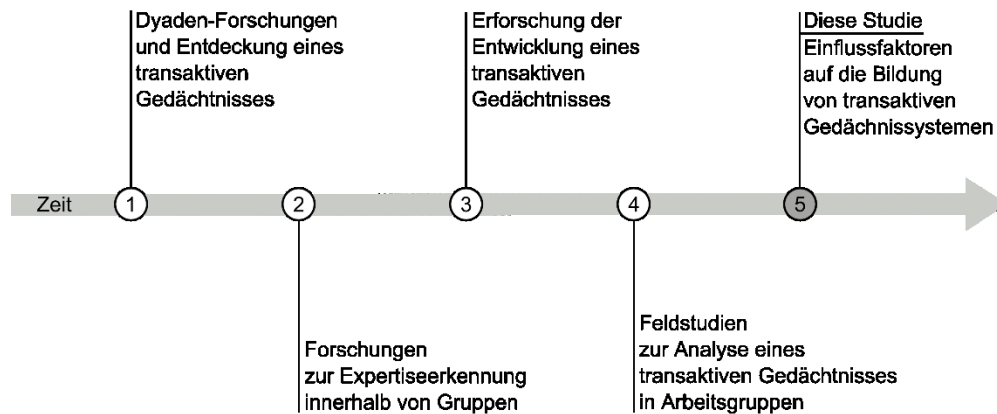 Dyaden-Forschungen
und Entdeckung eines
transaktiven
Gedächtnisses
Erforschung der
Entwicklung eines
transaktiven
Gedächtnisses
Diese Studie
Einflussfaktoren
auf die Bildung
von transaktiven
Gedächnissystemen
Zeit
1
2
3
4
5
Forschungen
zur Expertiseerkennung
innerhalb von Gruppen
Feldstudien
zur Analyse eines
transaktiven Gedächtnisses
in Arbeitsgruppen